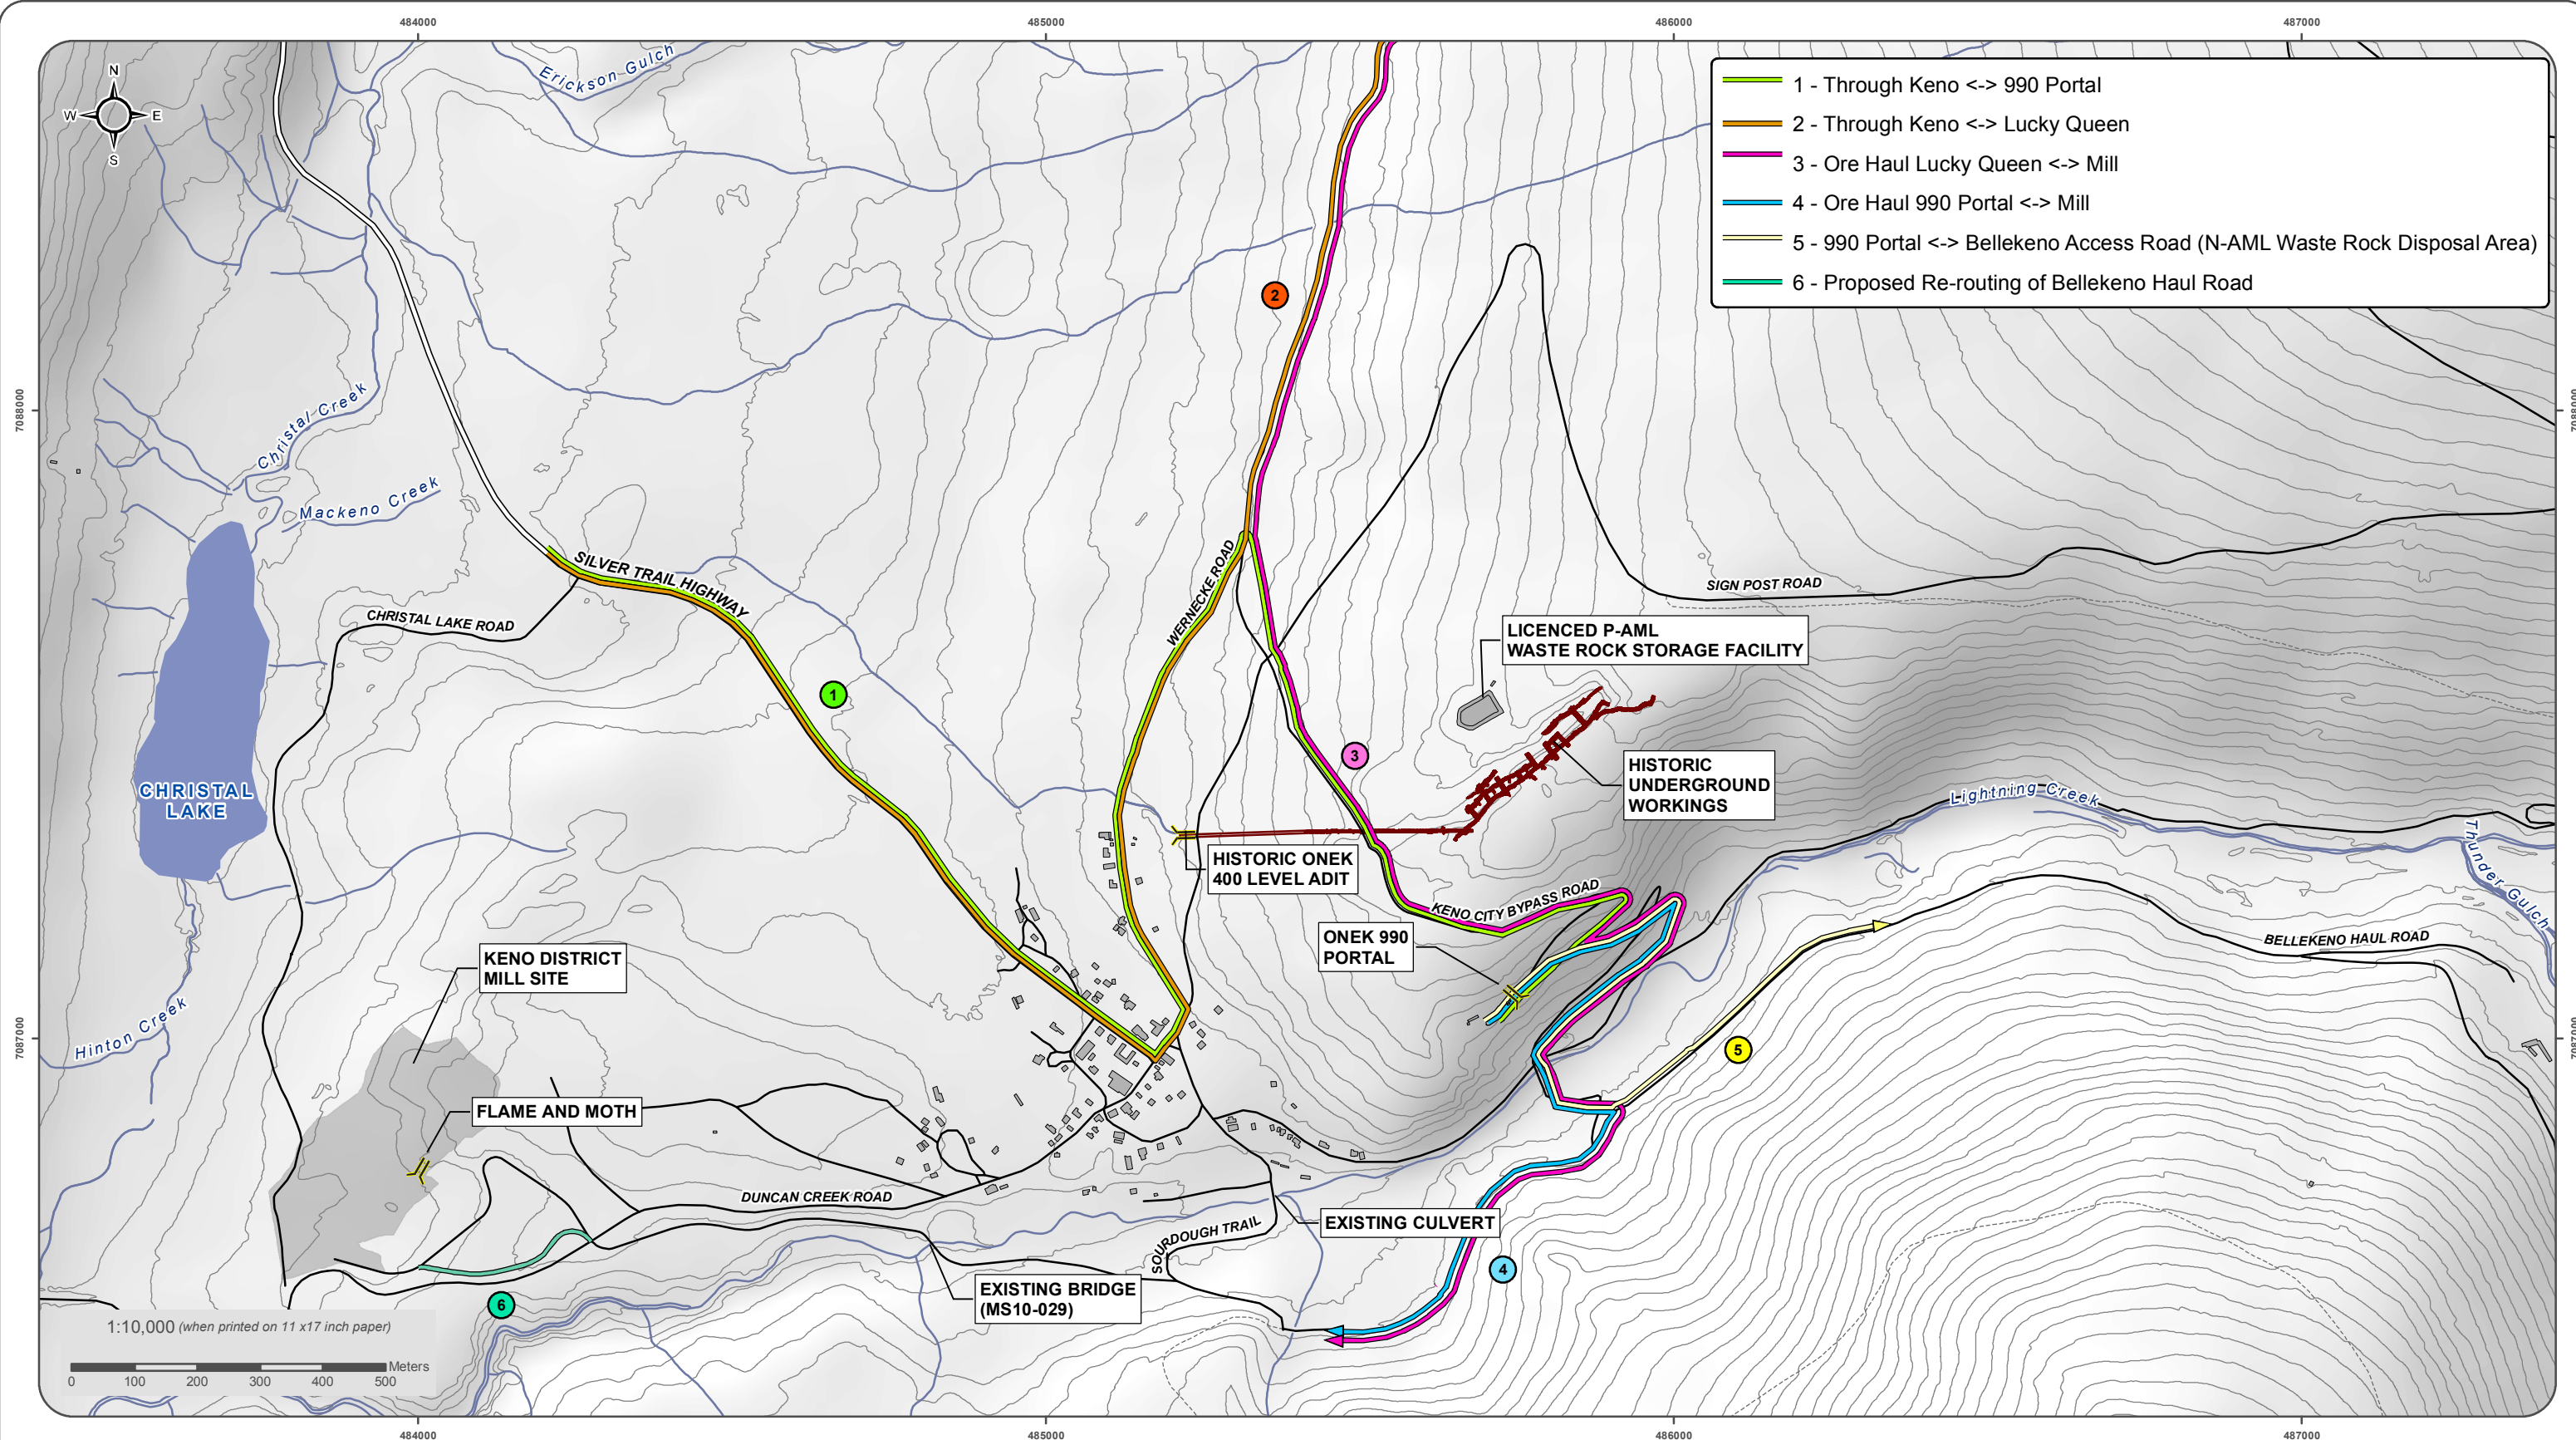 484000
485000
486000
487000
N
W
E
S
Erickson Gulch
1 - Through Keno <-> 990 Portal
2 - Through Keno <-> Lucky Queen
3 - Ore Haul Lucky Queen <-> Mill
4 - Ore Haul 990 Portal <-> Mill
5 - 990 Portal <-> Bellekeno Access Road (N-AML Waste Rock Disposal Area)
6 - Proposed Re-routing of Bellekeno Haul Road
2
7088000
7088000
Christal Creek
Mackeno Creek
SILVER TRAIL HIGHWAY
WERNECKE ROAD
SIGN POST ROAD
CHRISTAL LAKE ROAD
LICENCED P-AML
WASTE ROCK STORAGE FACILITY
1
3
HISTORIC
UNDERGROUND
WORKINGS
CHRISTAL
LAKE
Lightning Creek
Thunder Gulch
HISTORIC ONEK
400 LEVEL ADIT
KENO CITY BYPASS ROAD
ONEK 990
PORTAL
BELLEKENO HAUL ROAD
KENO DISTRICT
MILL SITE
Hinton Creek
7087000
7087000
5
FLAME AND MOTH
DUNCAN CREEK ROAD
SOURDOUGH TRAIL
EXISTING CULVERT
4
EXISTING BRIDGE
(MS10-029)
6
1:10,000 (when printed on 11 x17 inch paper)
Meters
0 100 200 300 400 500
484000
485000
486000
487000